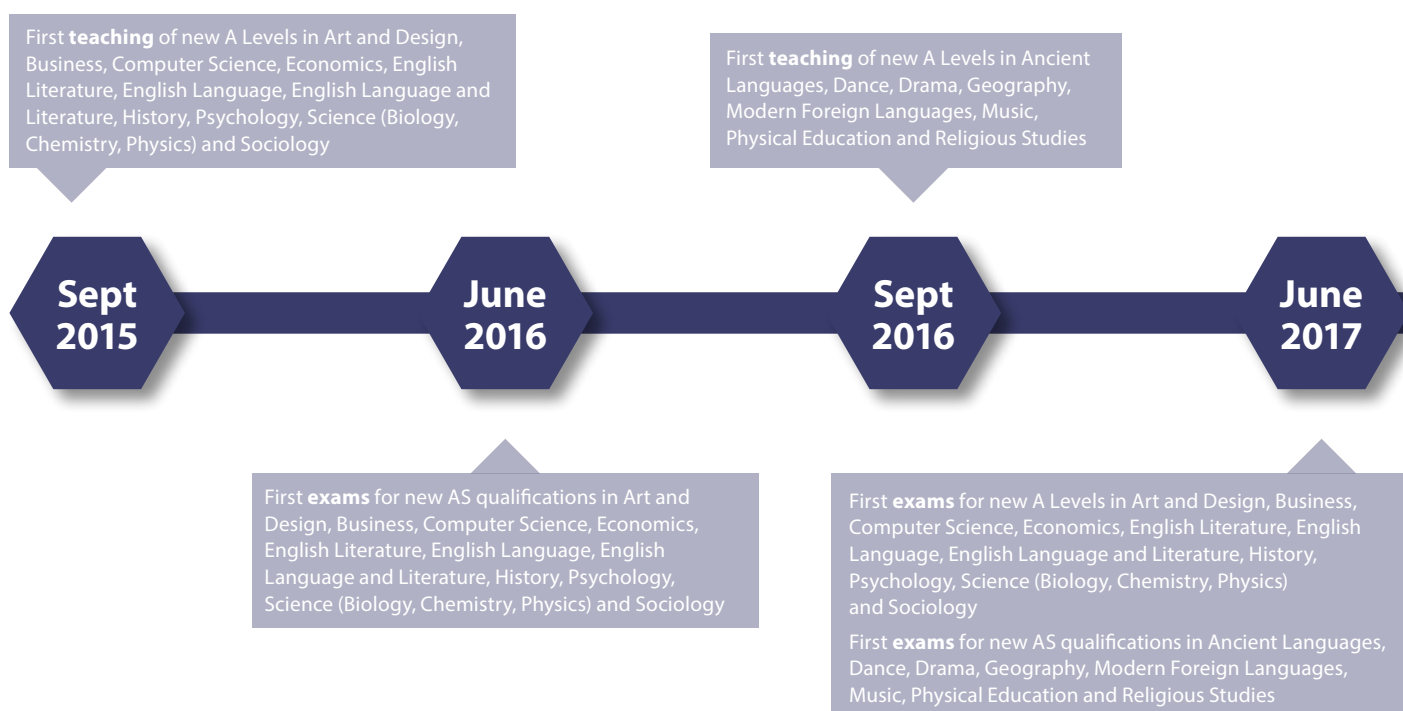 First teaching of new A Levels in Art and Design,
Business, Computer Science, Economics, English
Literature, English Language, English Language and
Literature, History, Psychology, Science (Biology,
Chemistry, Physics) and Sociology
First teaching of new A Levels in Ancient
Languages, Dance, Drama, Geography,
Modern Foreign Languages, Music,
Physical Education and Religious Studies
Sept
2015
June
2016
Sept
2016
June
2017
First exams for new AS qualifications in Art and
Design, Business, Computer Science, Economics,
English Literature, English Language, English
Language and Literature, History, Psychology,
Science (Biology, Chemistry, Physics) and Sociology
First exams for new A Levels in Art and Design, Business,
Computer Science, Economics, English Literature, English
Language, English Language and Literature, History,
Psychology, Science (Biology, Chemistry, Physics)
and Sociology
First exams for new AS qualifications in Ancient Languages,
Dance, Drama, Geography, Modern Foreign Languages,
Music, Physical Education and Religious Studies